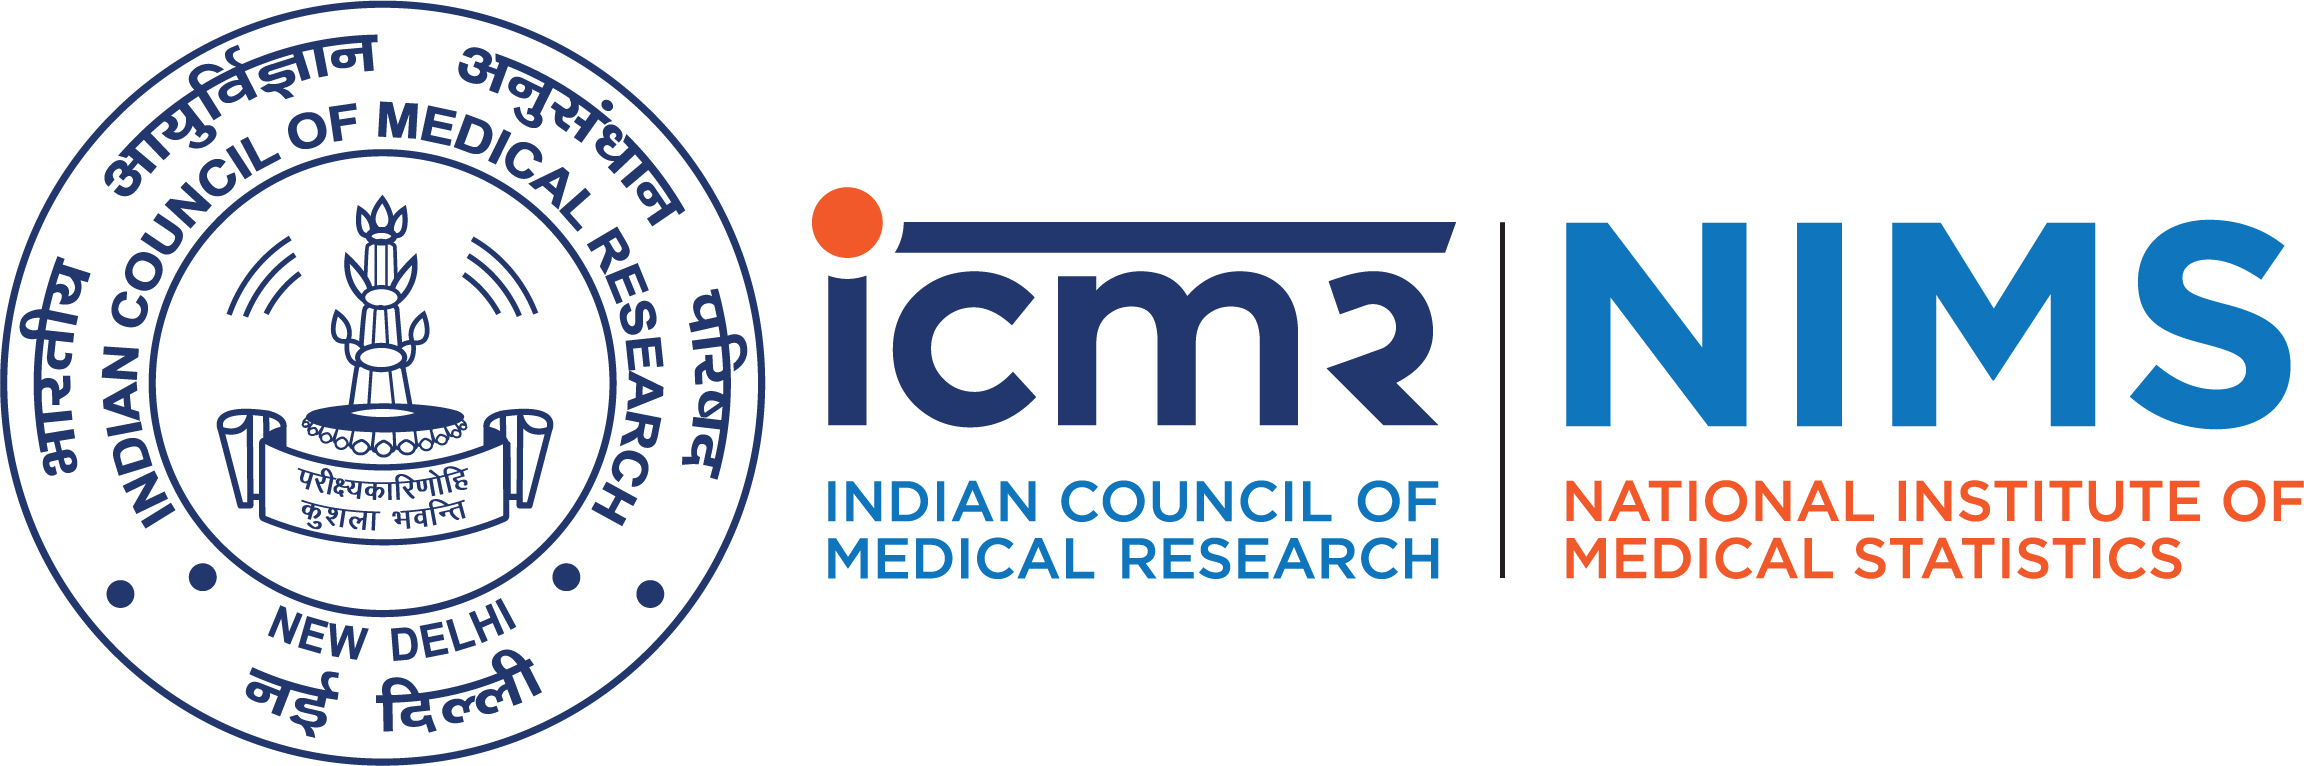 भारतीय आयुर्विज्ञान अनुसंधान परिषद
INDIAN COUNCIL OF MEDICAL RESEARCH
परीक्ष्यकारिणोहि
कुशला भवन्ति
NEW DELHI
नई दिल्ली
icmr
INDIAN COUNCIL OF
MEDICAL RESEARCH
NIMS
NATIONAL INSTITUTE OF
MEDICAL STATISTICS